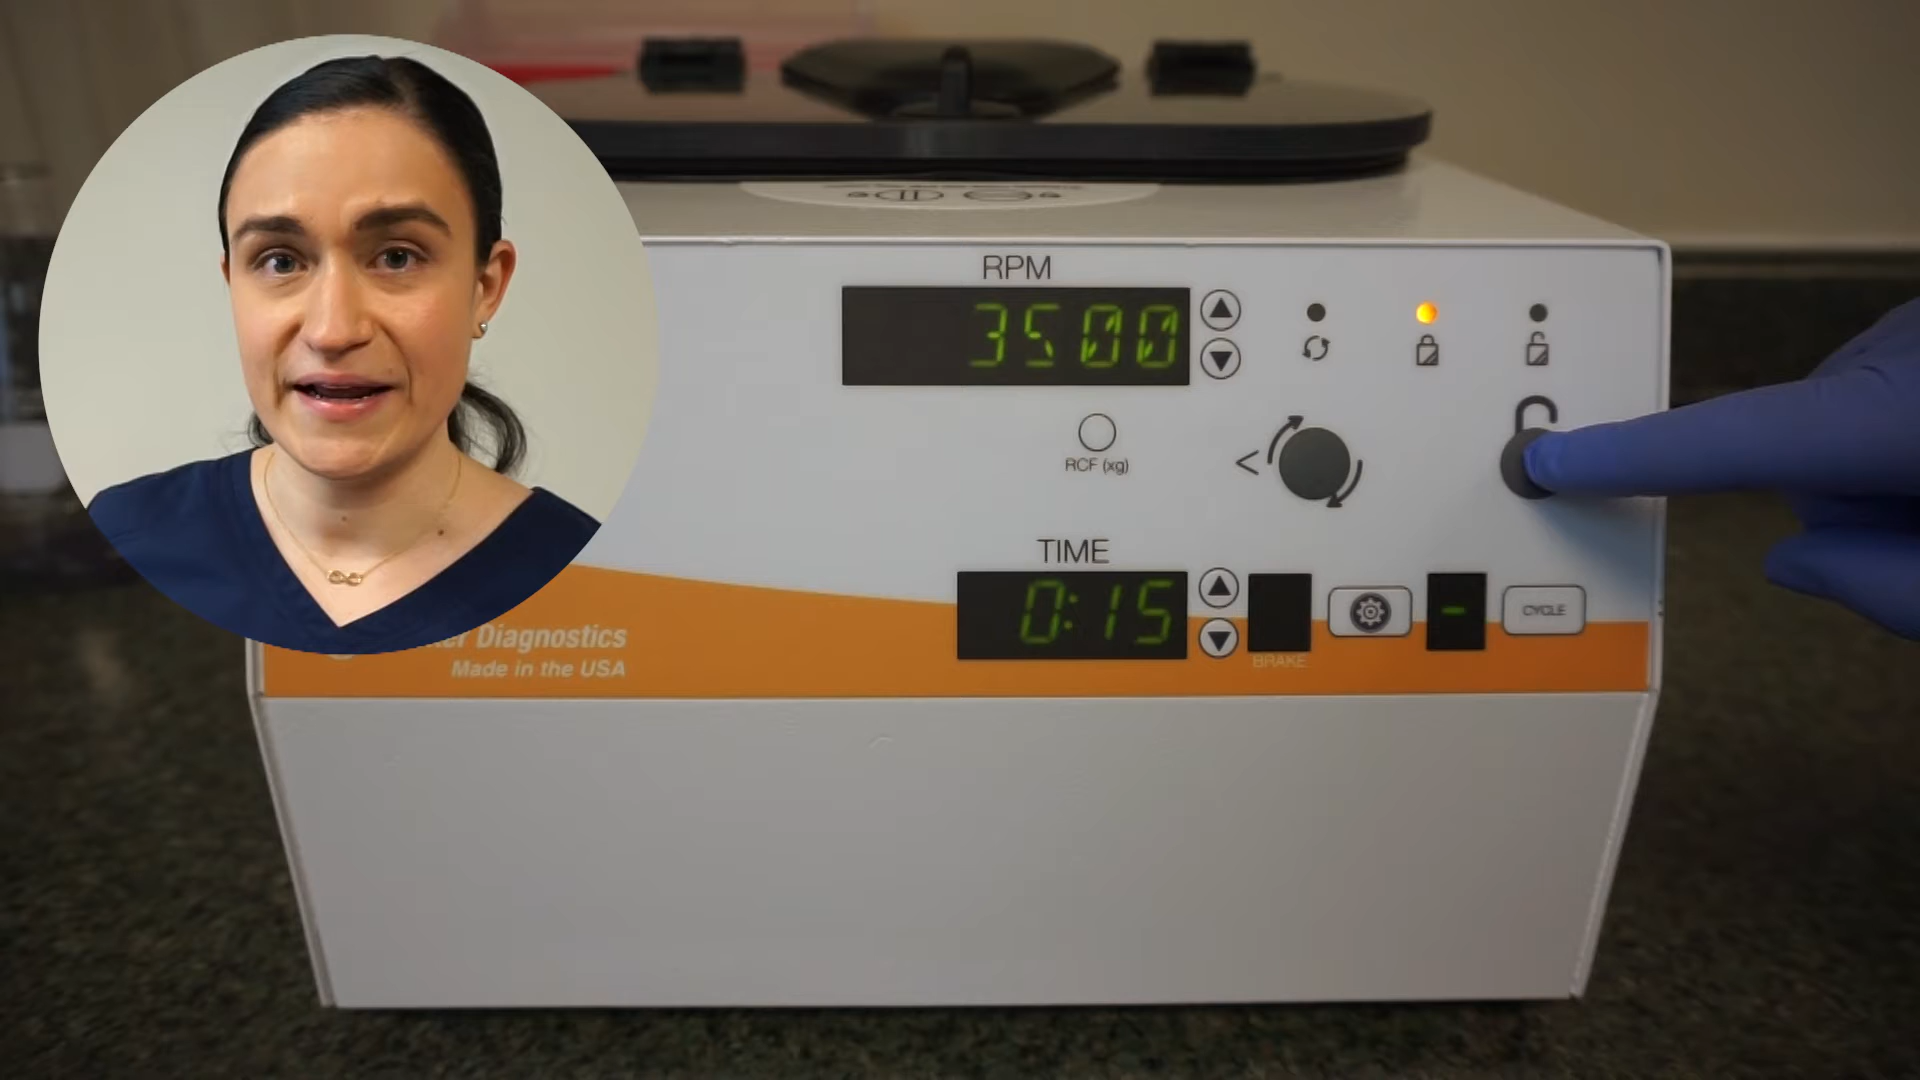 RPM
3500
RCF (xg)
<
TIME
0:15
-
CYCLE
BRAKE
Diagnostics
Made in the USA